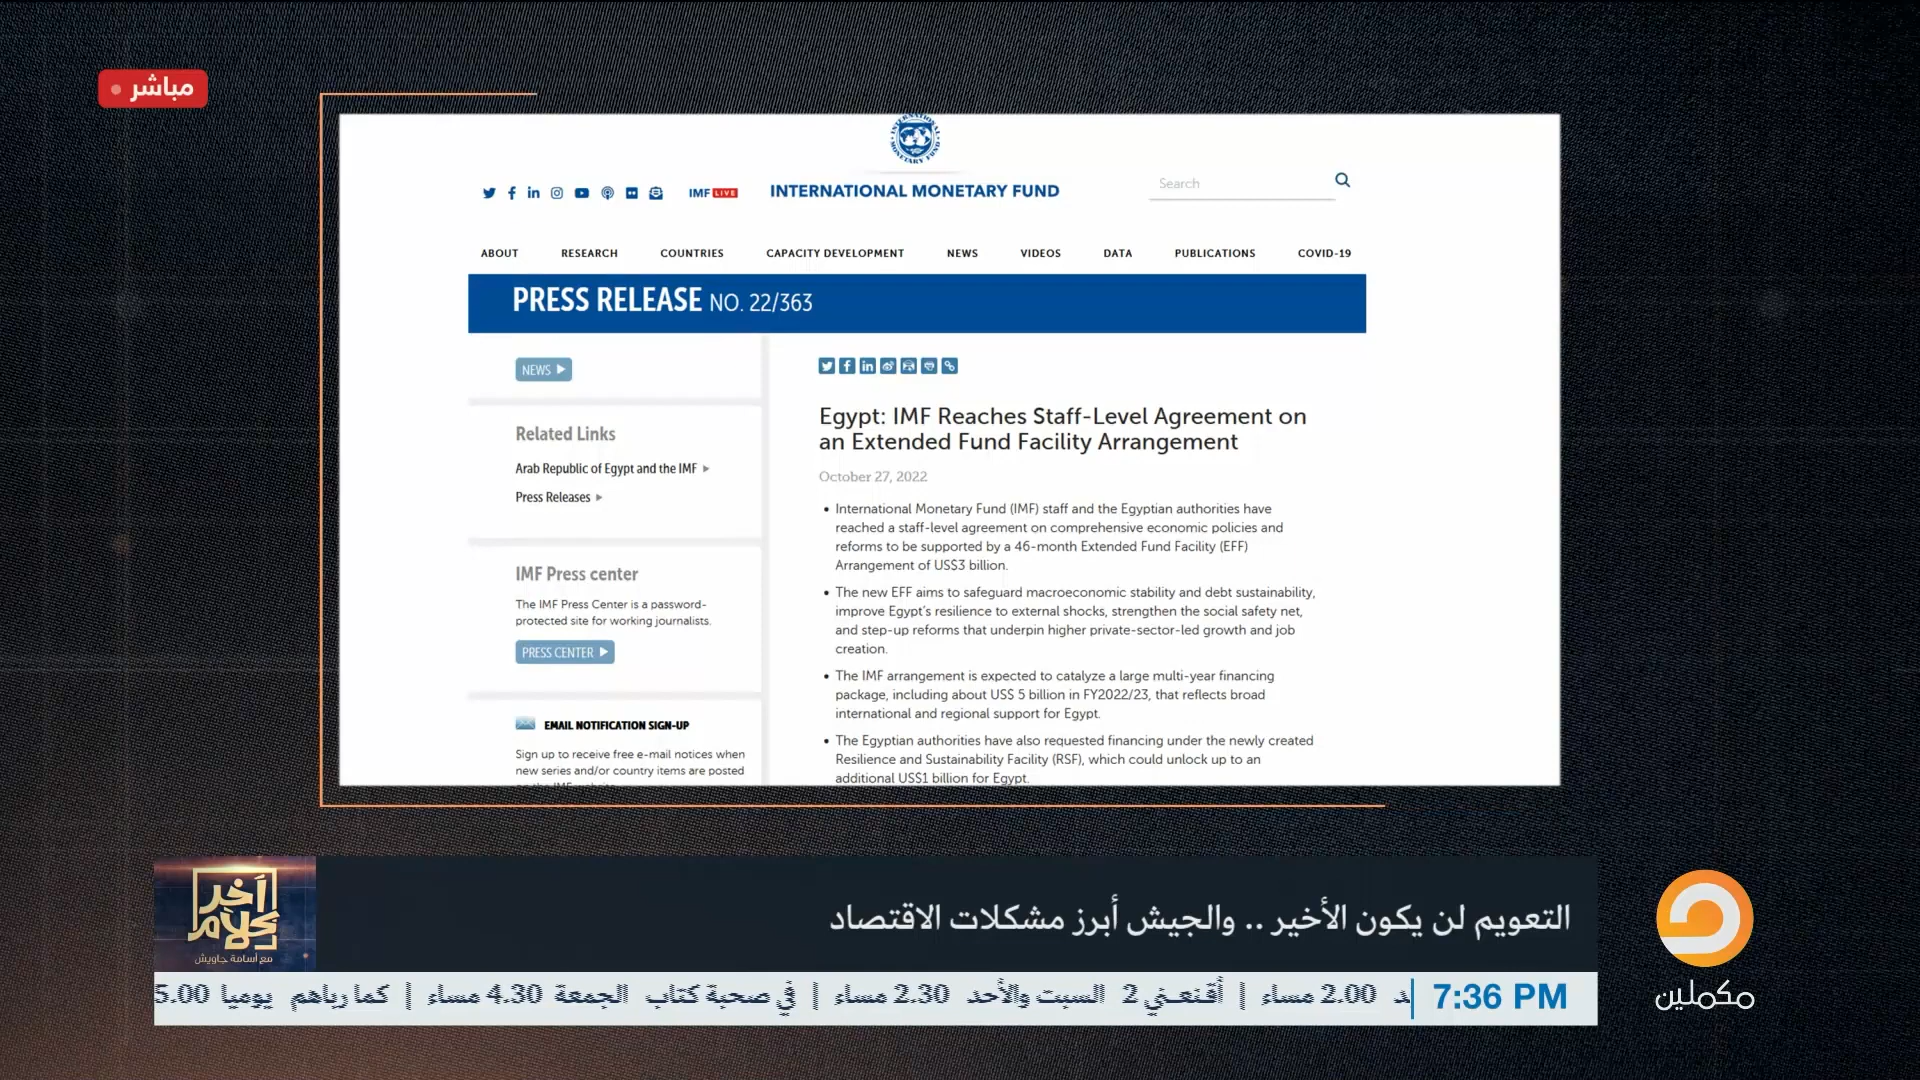 مباشر
INTERNATIONAL MONETARY FUND
IMF LIVE
INTERNATIONAL MONETARY FUND
Search
ABOUT RESEARCH COUNTRIES CAPACITY DEVELOPMENT NEWS VIDEOS DATA PUBLICATIONS COVID-19
PRESS RELEASE NO. 22/363
NEWS
Related Links
Arab Republic of Egypt and the IMF
Press Releases
IMF Press center
The IMF Press Center is a password-
protected site for working journalists.
PRESS CENTER
EMAIL NOTIFICATION SIGN-UP
Sign up to receive free e-mail notices when
new series and/or country items are posted
on the IMF website.
Egypt: IMF Reaches Staff-Level Agreement on
an Extended Fund Facility Arrangement
October 27, 2022
• International Monetary Fund (IMF) staff and the Egyptian authorities have
reached a staff-level agreement on comprehensive economic policies and
reforms to be supported by a 46-month Extended Fund Facility (EFF)
Arrangement of US$3 billion.
• The new EFF aims to safeguard macroeconomic stability and debt sustainability,
improve Egypt's resilience to external shocks, strengthen the social safety net,
and step-up reforms that underpin higher private-sector-led growth and job
creation.
• The IMF arrangement is expected to catalyze a large multi-year financing
package, including about US$ 5 billion in FY2022/23, that reflects broad
international and regional support for Egypt.
• The Egyptian authorities have also requested financing under the newly created
Resilience and Sustainability Facility (RSF), which could unlock up to an
additional US$1 billion for Egypt.
آخر
كلام
مع أسامة جاويش
التعويم لن يكون الأخير .. والجيش أبرز مشكلات الاقتصاد
7:36 PM
2.00 مساء | أقنعني 2 السبت والأحد 2.30 مساء | في صحبة كتاب الجمعة 4.30 مساء | كما رباهم يوميا 5.00
مكملين